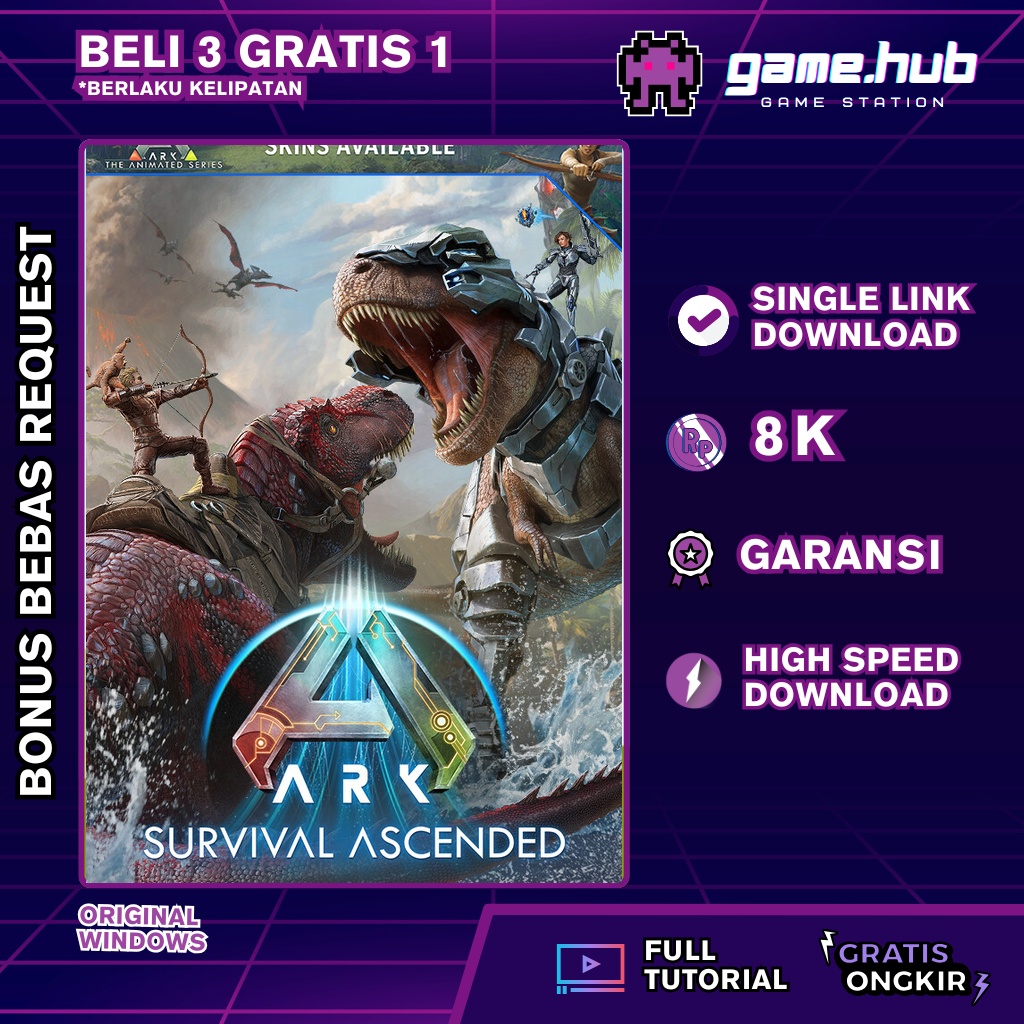 BELI 3 GRATIS 1
*BERLAKU KELIPATAN
game.hub
GAME STATION
ARK
THE ANIMATED SERIES
SKINS AVAILABLE
BONUS BEBAS REQUEST
SINGLE LINK
DOWNLOAD
Rp
8K
GARANSI
HIGH SPEED
DOWNLOAD
ARK
SURVIVAL ASCENDED
ORIGINAL
WINDOWS
FULL
TUTORIAL
GRATIS
ONGKIR